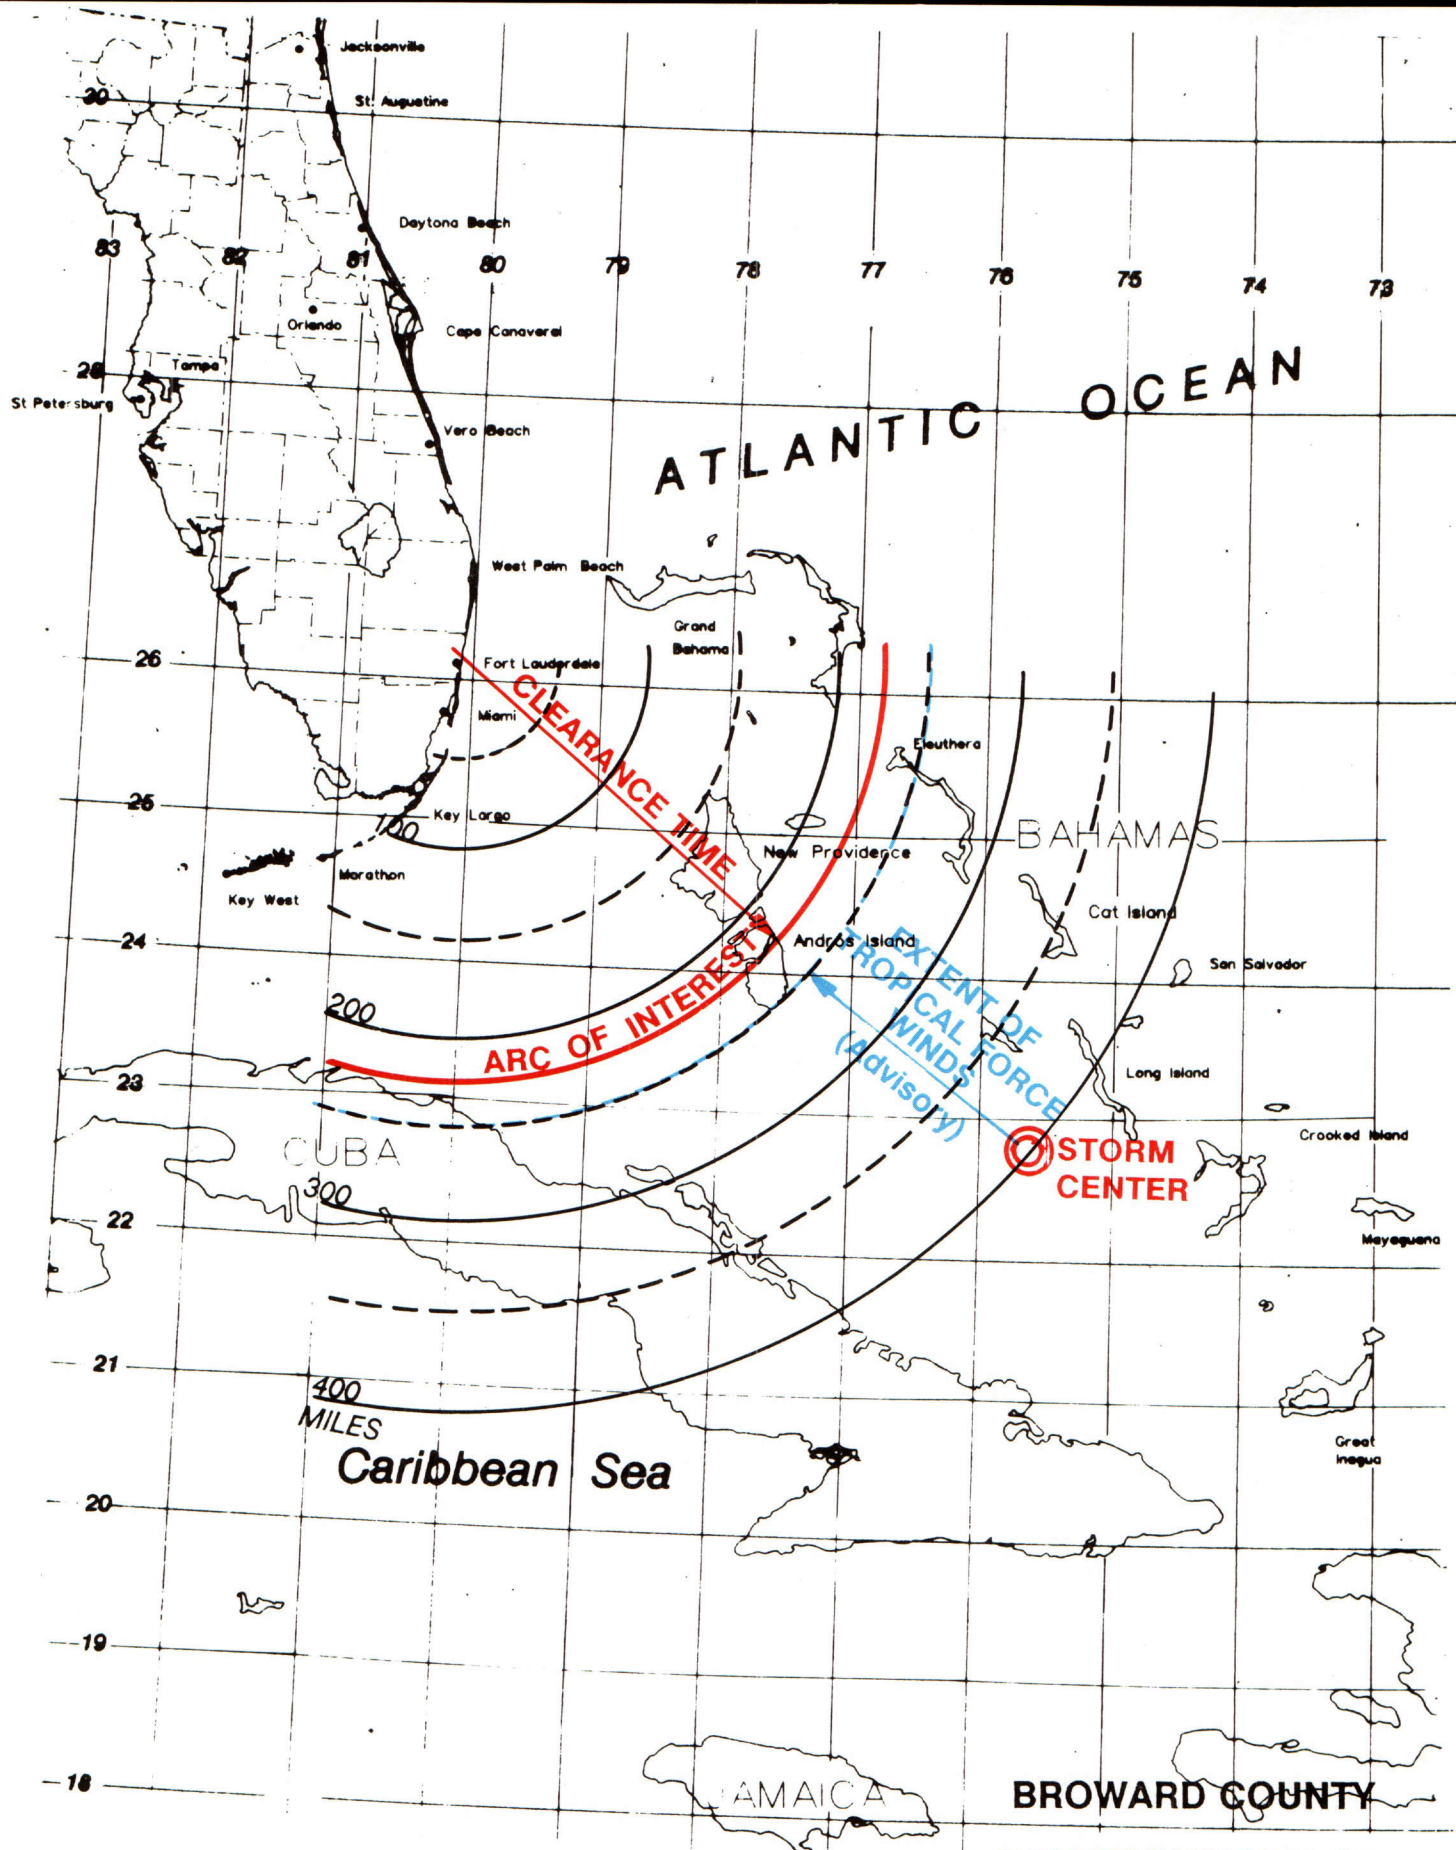 Jacksonville
30
St. Augustine
Daytona Beach
83
82
81
80
79
78
77
76
75
74
73
Orlando
Cape Canaveral
28
Tampa
St Petersburg
Vero Beach
ATLANTIC OCEAN
West Palm Beach
Grand
Bahama
26
Fort Lauderdale
Miami
CLEARANCE TIME
Eleuthera
25
Key Largo
100
BAHAMAS
New Providence
Marathon
Key West
Cat Island
24
Andros Island
San Salvador
EXTENT OF
TROPICAL FORCE
WINDS
(Advisory)
200
ARC OF INTEREST
23
Long Island
CUBA
Crooked Island
STORM
CENTER
300
22
Mayaguana
21
400
MILES
Caribbean Sea
Great
Inagua
20
19
18
JAMAICA
BROWARD COUNTY